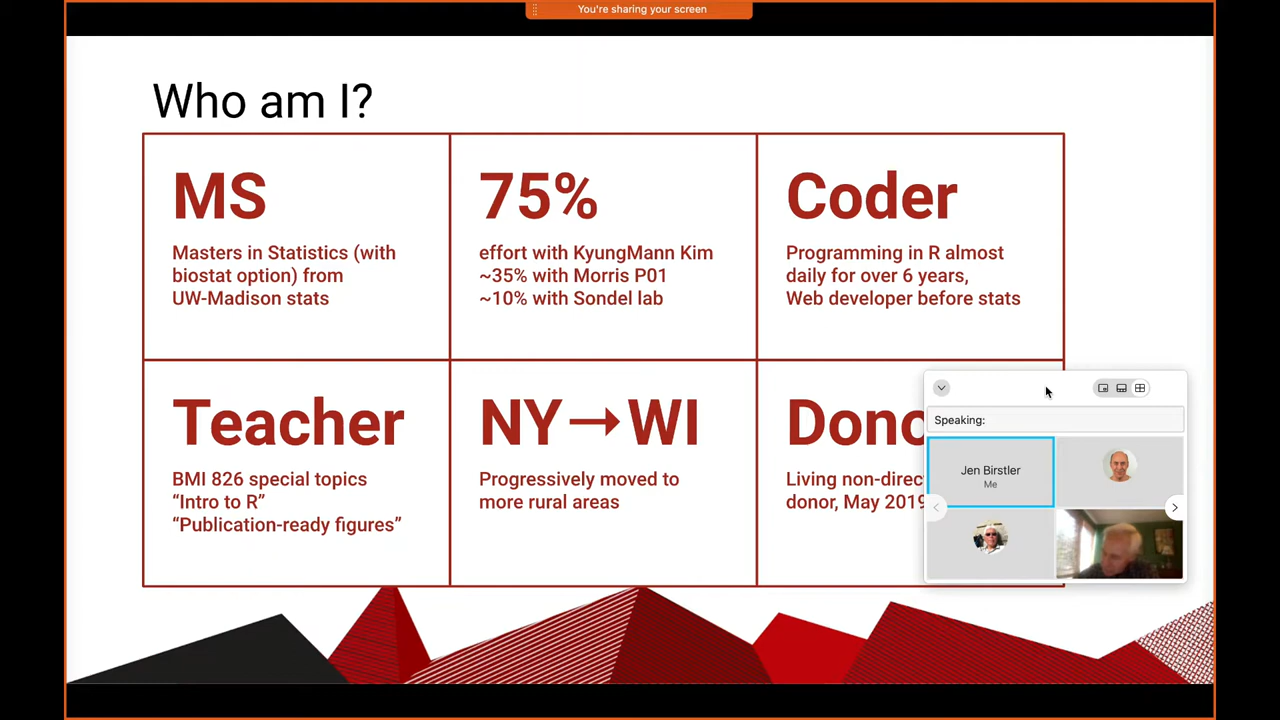 You're sharing your screen
Who am I?
MS
Masters in Statistics (with
biostat option) from
UW-Madison stats
75%
effort with KyungMann Kim
~35% with Morris P01
~10% with Sondel lab
Coder
Programming in R almost
daily for over 6 years,
Web developer before stats
Teacher
BMI 826 special topics
“Intro to R”
“Publication-ready figures”
NY→WI
Progressively moved to
more rural areas
Living
donor, May 2019
Speaking:
Jen Birstler
Me